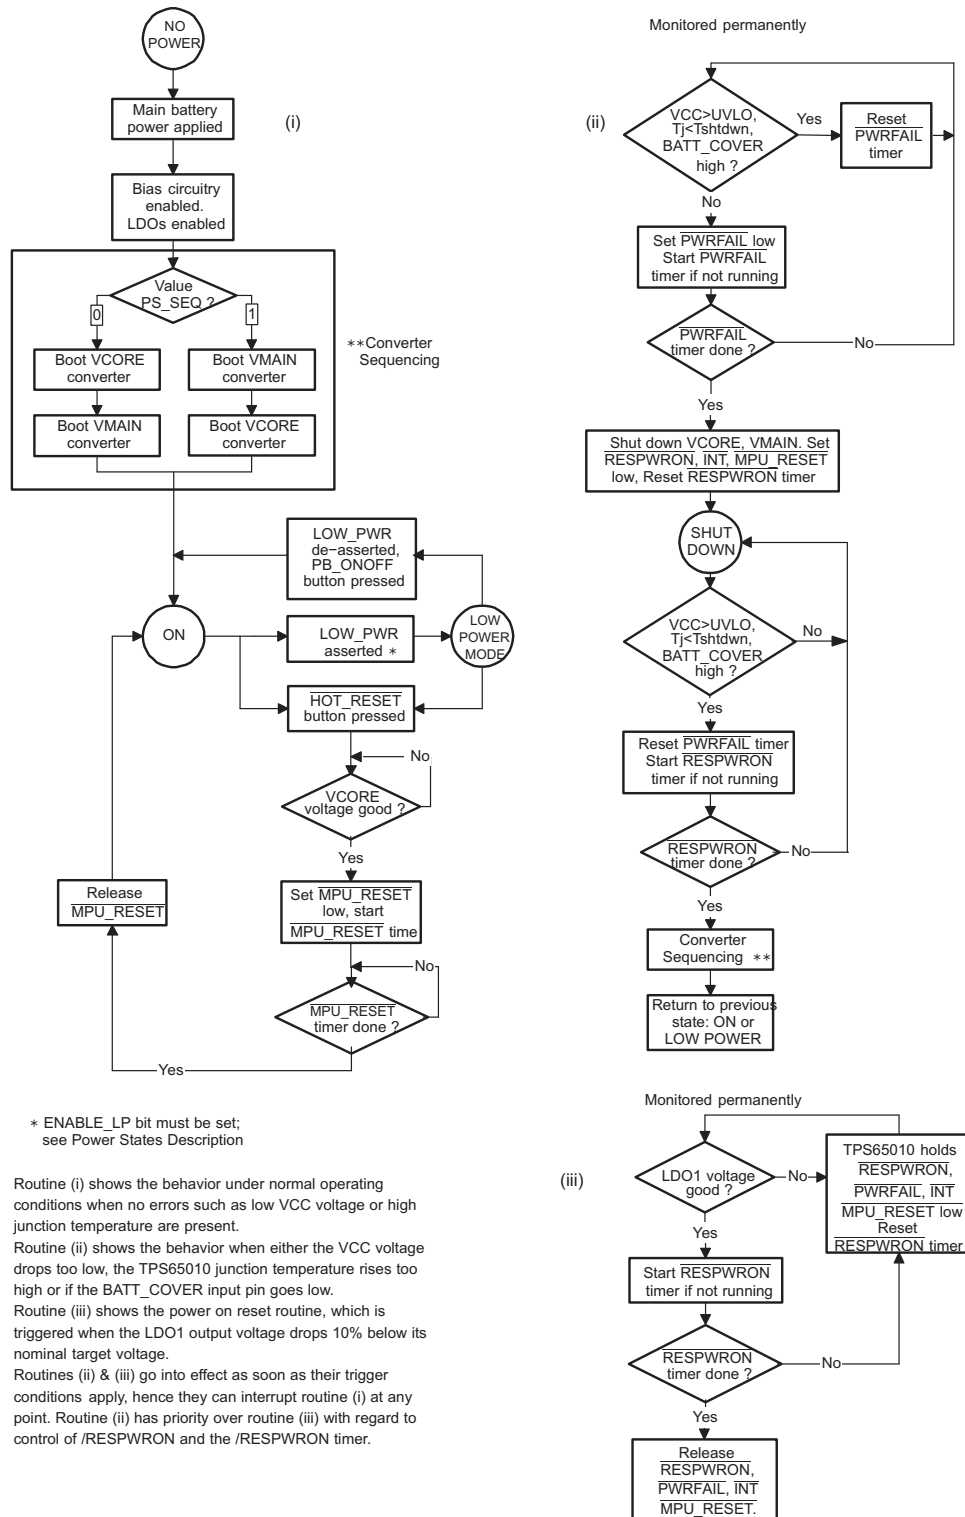 NO
POWER
Main battery
power applied
(i)
Bias circuitry
enabled.
LDOs enabled
Value
PS_SEQ ?
0
1
Boot VCORE
converter
Boot VMAIN
converter
Boot VMAIN
converter
Boot VCORE
converter
**Converter
Sequencing
LOW_PWR
de−asserted,
PB_ONOFF
button pressed
ON
LOW_PWR
asserted *
LOW
POWER
MODE
HOT_RESET
button pressed
No
VCORE
voltage good ?
Yes
Release
MPU_RESET
Set MPU_RESET
low, start
MPU_RESET time
No
MPU_RESET
timer done ?
Yes
* ENABLE_LP bit must be set;
see Power States Description
Routine (i) shows the behavior under normal operating
conditions when no errors such as low VCC voltage or high
junction temperature are present.
Routine (ii) shows the behavior when either the VCC voltage
drops too low, the TPS65010 junction temperature rises too
high or if the BATT_COVER input pin goes low.
Routine (iii) shows the power on reset routine, which is
triggered when the LDO1 output voltage drops 10% below its
nominal target voltage.
Routines (ii) & (iii) go into effect as soon as their trigger
conditions apply, hence they can interrupt routine (i) at any
point. Routine (ii) has priority over routine (iii) with regard to
control of /RESPWRON and the /RESPWRON timer.
Monitored permanently
(ii)
VCC>UVLO,
Tj<Tshtdwn,
BATT_COVER
high ?
Yes
Reset
PWRFAIL
timer
No
Set PWRFAIL low
Start PWRFAIL
timer if not running
PWRFAIL
timer done ?
No
Yes
Shut down VCORE, VMAIN. Set
RESPWRON, INT, MPU_RESET
low, Reset RESPWRON timer
SHUT
DOWN
VCC>UVLO,
Tj<Tshtdwn,
BATT_COVER
high ?
No
Yes
Reset PWRFAIL timer
Start RESPWRON
timer if not running
RESPWRON
timer done ?
No
Yes
Converter
Sequencing **
Return to previous
state: ON or
LOW POWER
Monitored permanently
(iii)
LDO1 voltage
good ?
No
TPS65010 holds
RESPWRON,
PWRFAIL, INT
MPU_RESET low
Reset
RESPWRON timer
Yes
Start RESPWRON
timer if not running
RESPWRON
timer done ?
No
Yes
Release
RESPWRON,
PWRFAIL, INT
MPU_RESET.